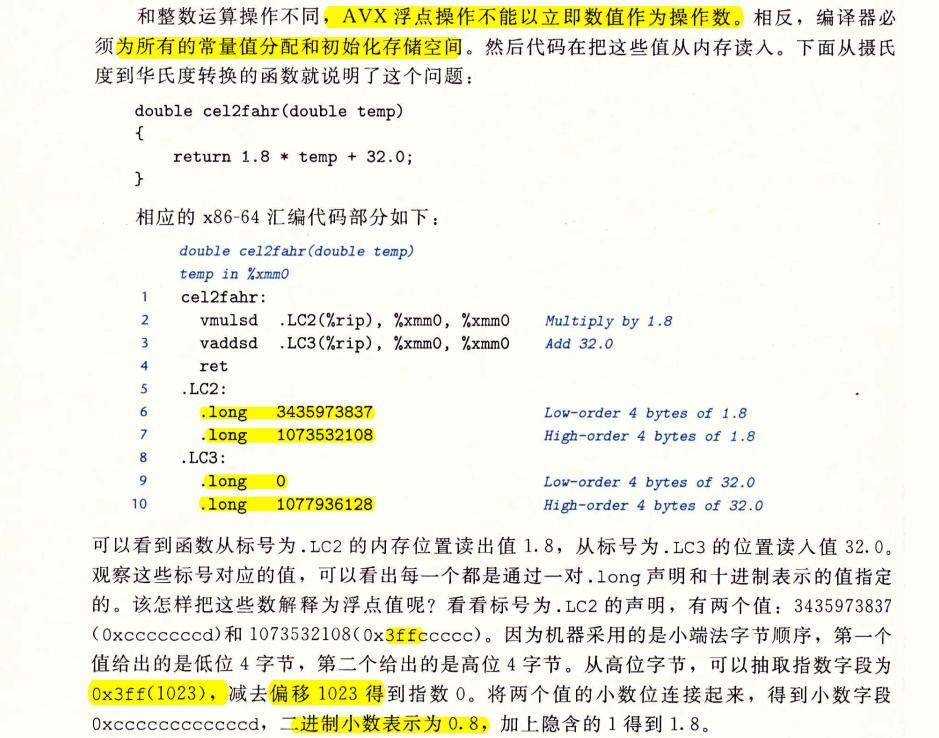 和整数运算操作不同，AVX 浮点操作不能以立即数值作为操作数。相反，编译器必
须为所有的常量值分配和初始化存储空间。然后代码在把这些值从内存读入。下面从摄氏
度到华氏度转换的函数就说明了这个问题：
double cel2fahr(double temp)
{
    return 1.8 * temp + 32.0;
}
相应的 x86-64 汇编代码部分如下：
double cel2fahr(double temp)
temp in %xmm0
1 cel2fahr:
2 vmulsd .LC2(%rip), %xmm0, %xmm0 Multiply by 1.8
3 vaddsd .LC3(%rip), %xmm0, %xmm0 Add 32.0
4 ret
5 .LC2:
6 .long 3435973837 Low-order 4 bytes of 1.8
7 .long 1073532108 High-order 4 bytes of 1.8
8 .LC3:
9 .long 0 Low-order 4 bytes of 32.0
10 .long 1077936128 High-order 4 bytes of 32.0
可以看到函数从标号为.LC2 的内存位置读出值 1.8，从标号为.LC3 的位置读入值 32.0。
观察这些标号对应的值，可以看出每一个都是通过一对.long 声明和十进制表示的值指定
的。该怎样把这些数解释为浮点值呢？看看标号为.LC2 的声明，有两个值：3435973837
（0xcccccccd）和 1073532108(0x3ffccccc)。因为机器采用的是小端法字节顺序，第一个
值给出的是低位 4 字节，第二个给出的是高位 4 字节。从高位字节，可以抽取指数字段为
0x3ff(1023)，减去偏移 1023 得到指数 0。将两个值的小数位连接起来，得到小数字段
0xccccccccccccd，二进制小数表示为 0.8，加上隐含的 1 得到 1.8。